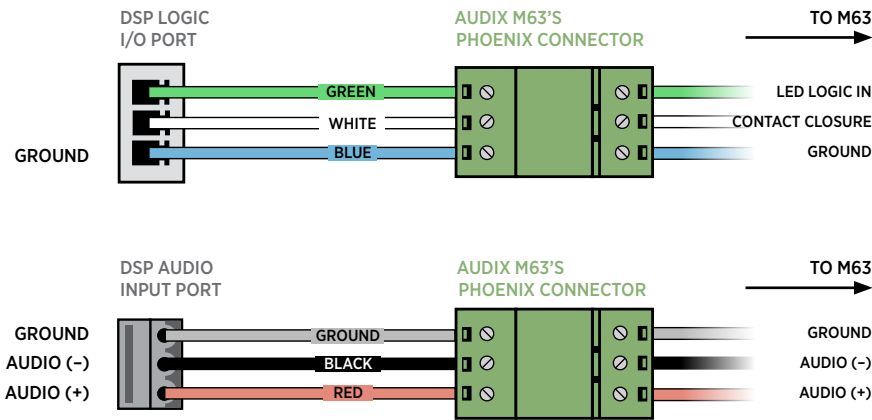 DSP LOGIC
I/O PORT
AUDIX M63'S
PHOENIX CONNECTOR
TO M63
GREEN
LED LOGIC IN
WHITE
CONTACT CLOSURE
GROUND
BLUE
GROUND
DSP AUDIO
INPUT PORT
AUDIX M63'S
PHOENIX CONNECTOR
TO M63
GROUND
GROUND
GROUND
AUDIO (–)
BLACK
AUDIO (–)
AUDIO (+)
RED
AUDIO (+)